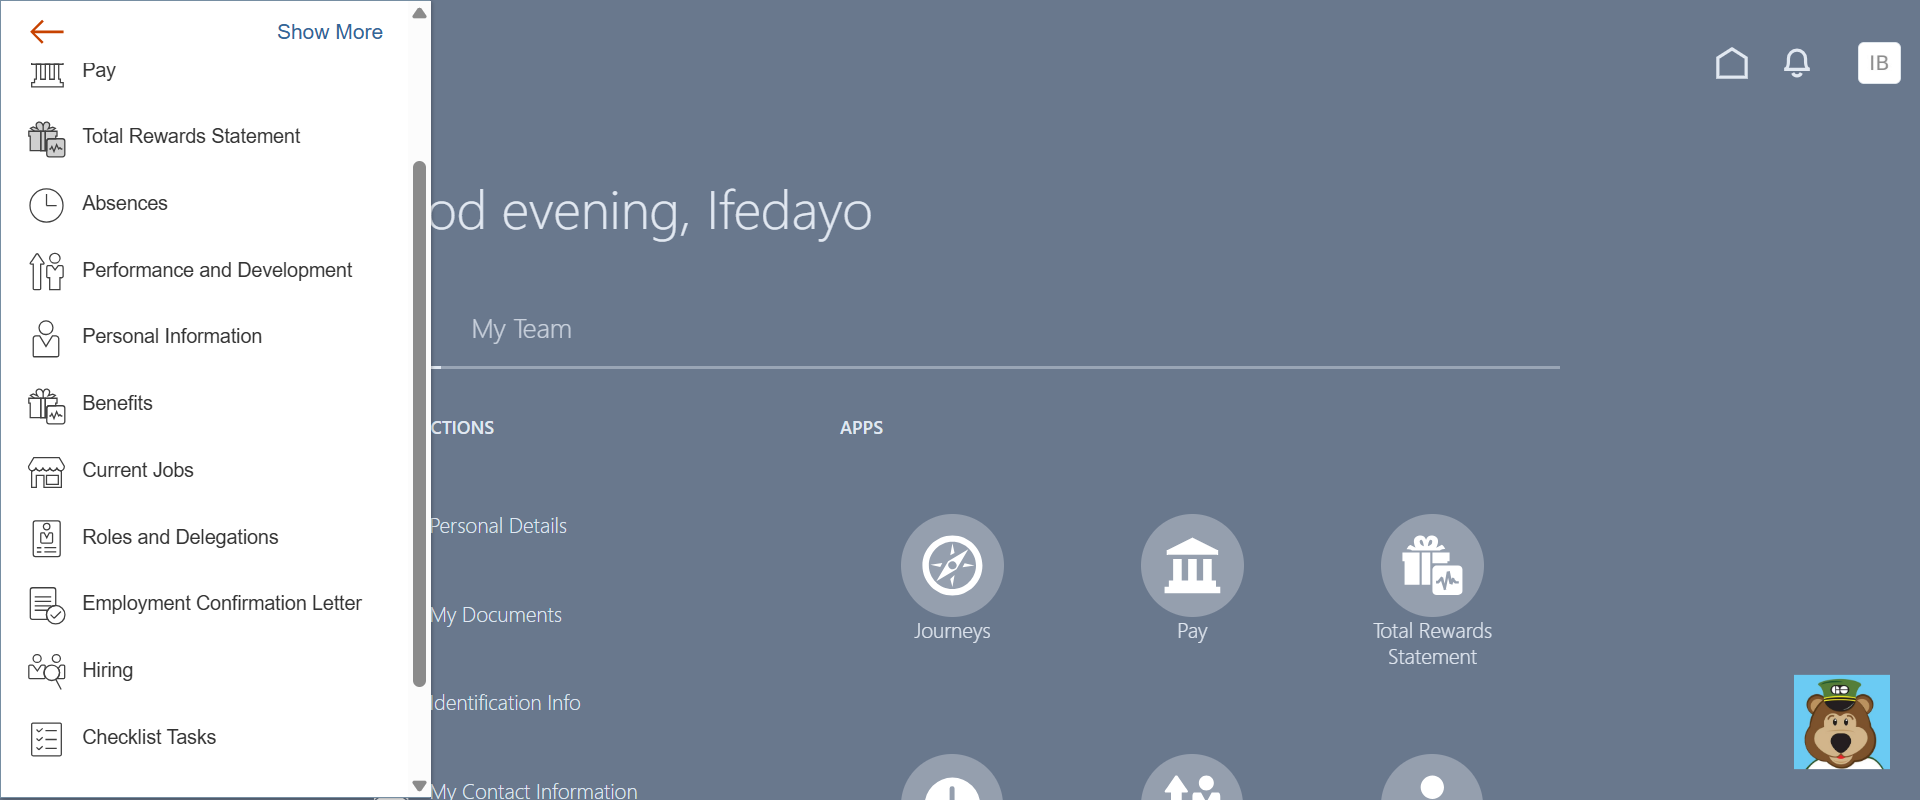 Show More
Pay
Total Rewards Statement
Absences
Performance and Development
Personal Information
Benefits
Current Jobs
Roles and Delegations
Employment Confirmation Letter
Hiring
Checklist Tasks
IB
od evening, Ifedayo
My Team
CTIONS
Personal Details
My Documents
Identification Info
My Contact Information
APPS
Journeys
Pay
Total Rewards
Statement
GO